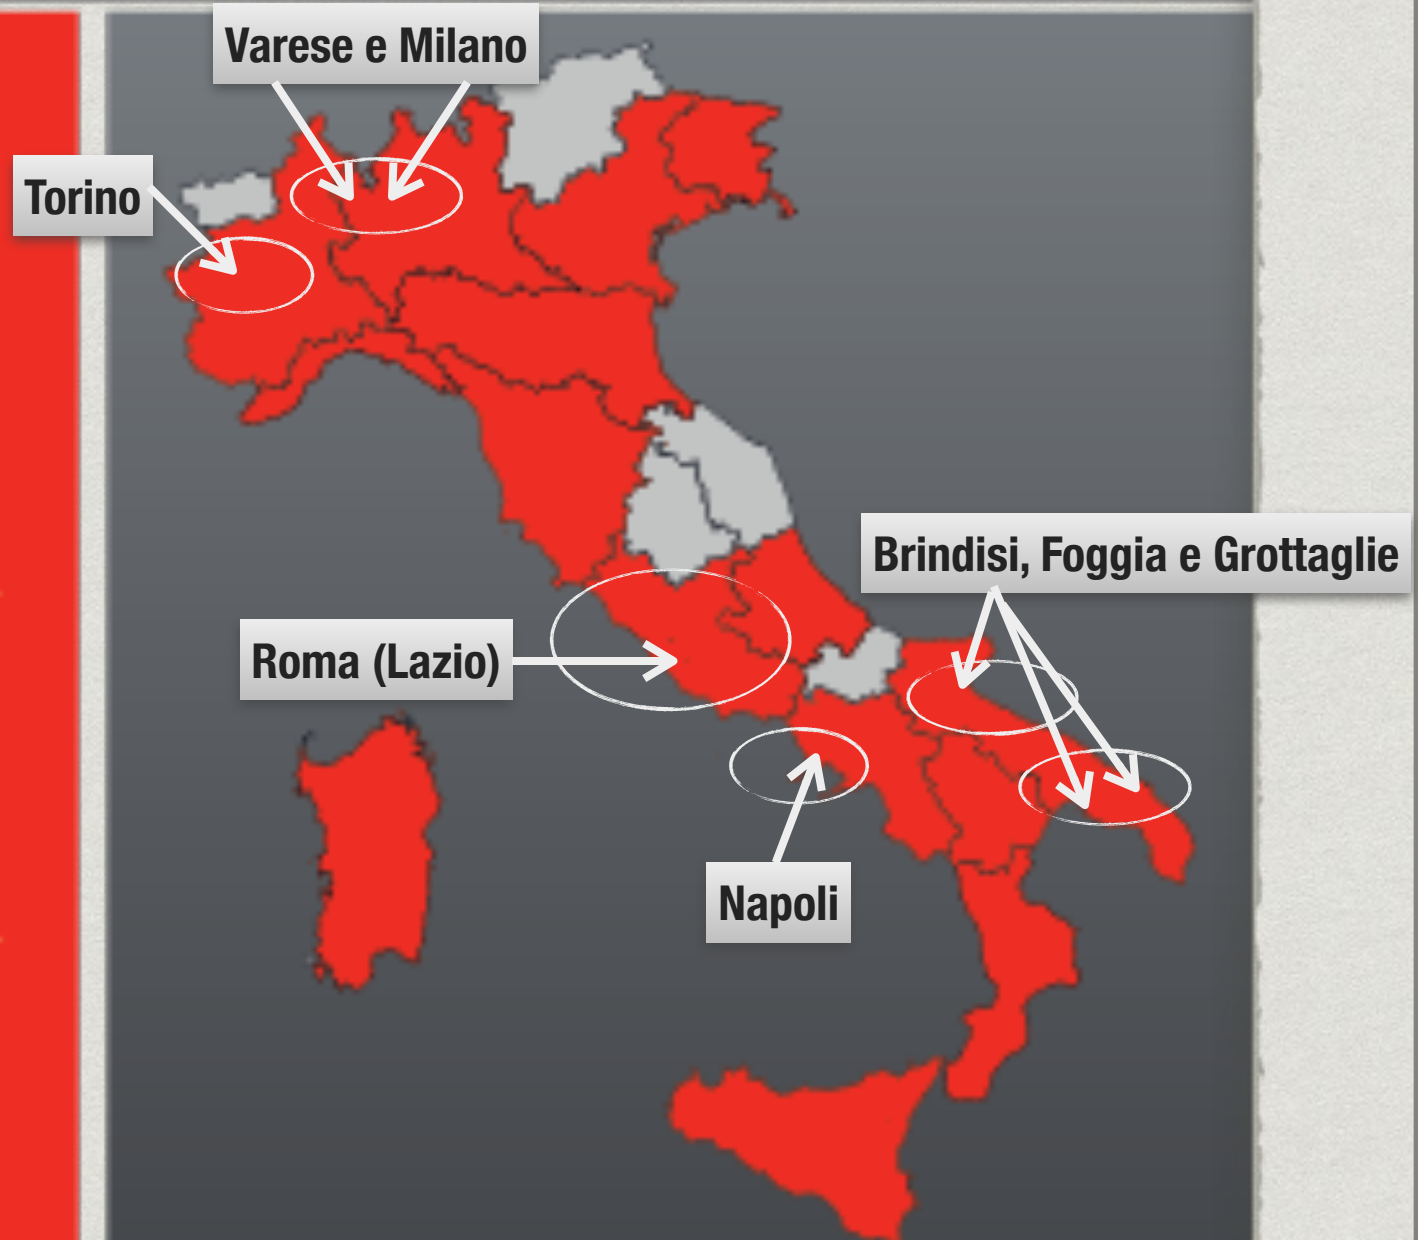 Varese e Milano
Torino
Brindisi, Foggia e Grottaglie
Roma (Lazio)
Napoli